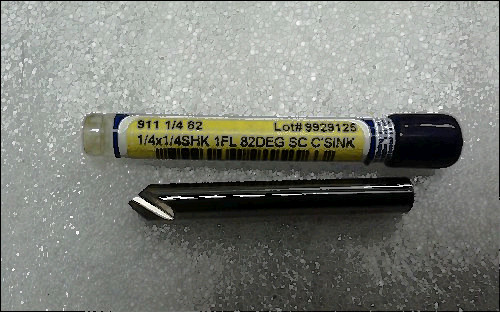 911 1/4 82 Lot# 9929125
1/4x1/4SHK 1FL 82DEG SC C'SINK